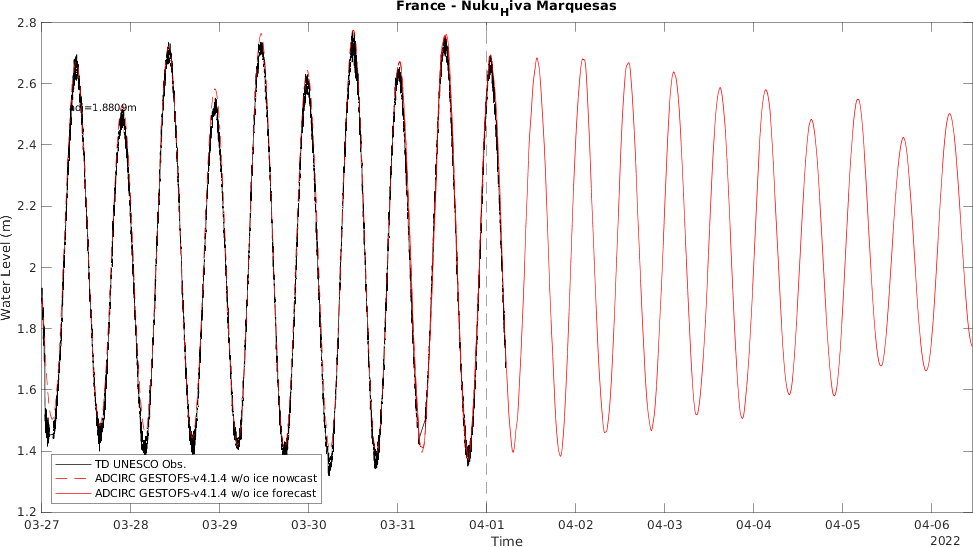 France - Nuku_Hiva Marquesas
2.8
2.6
2.4
2.2
2
1.8
1.6
1.4
1.2
Water Level (m)
=1.8809m
TD UNESCO Obs.
ADCIRC GESTOFS-v4.1.4 w/o ice nowcast
ADCIRC GESTOFS-v4.1.4 w/o ice forecast
03-27 03-28 03-29 03-30 03-31 04-01 04-02 04-03 04-04 04-05 04-06
Time
2022